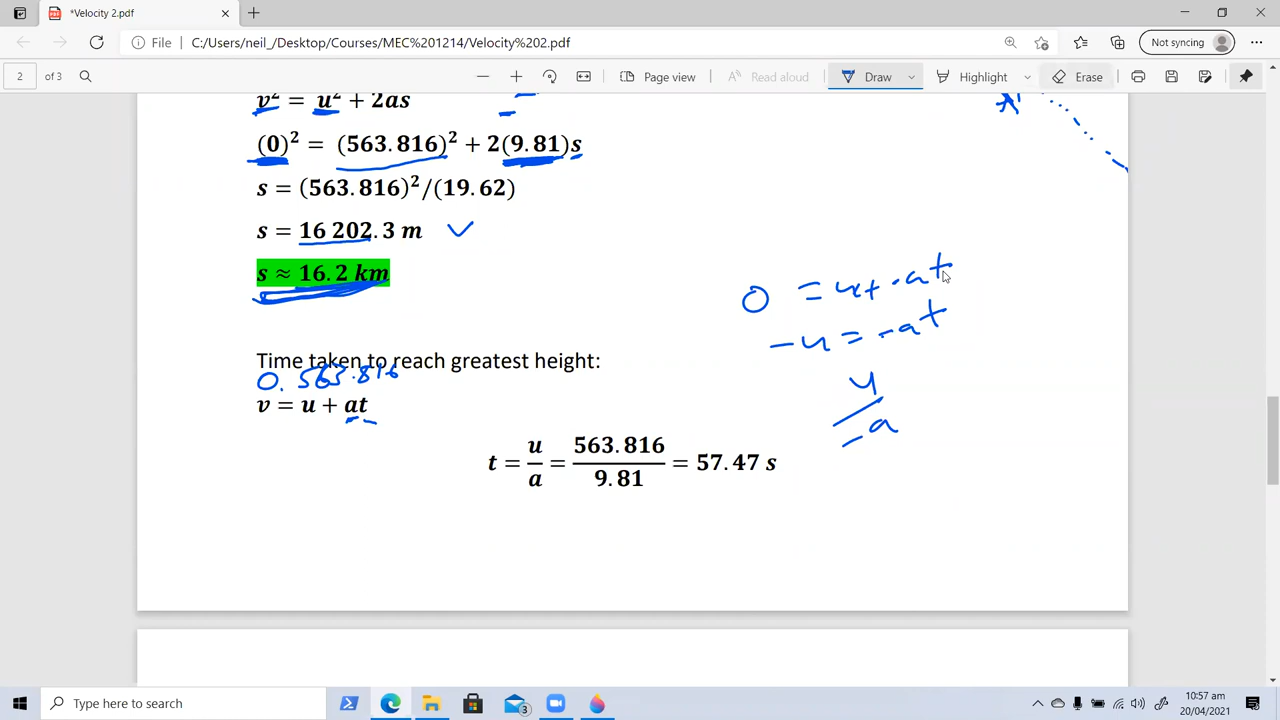 *Velocity 2.pdf
File C:/Users/neil_/Desktop/Courses/MEC%201214/Velocity%202.pdf
Not syncing
2 of 3
Page view
Read aloud
Draw
Highlight
Erase
v² = u² + 2as
(0)² = (563.816)² + 2(9.81)s
s = (563.816)²/(19.62)
s = 16 202.3 m
s ≈ 16.2 km
0 = u + -at
-u = -at
u
-a
Time taken to reach greatest height:
0. 563.816
v = u + at
t = u/a = 563.816/9.81 = 57.47 s
Type here to search
3
10:57 am
20/04/2021